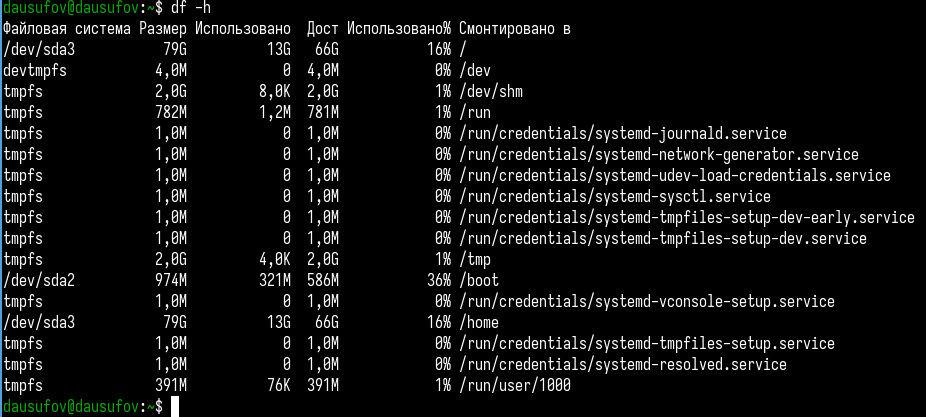 dausufov@dausufov:~$ df -h
Файловая система Размер Использовано  Дост Использовано% Смонтировано в
/dev/sda3           79G          13G   66G           16% /
devtmpfs           4,0M            0  4,0M            0% /dev
tmpfs              2,0G         8,0K  2,0G            1% /dev/shm
tmpfs              782M         1,2M  781M            1% /run
tmpfs              1,0M            0  1,0M            0% /run/credentials/systemd-journald.service
tmpfs              1,0M            0  1,0M            0% /run/credentials/systemd-network-generator.service
tmpfs              1,0M            0  1,0M            0% /run/credentials/systemd-udev-load-credentials.service
tmpfs              1,0M            0  1,0M            0% /run/credentials/systemd-sysctl.service
tmpfs              1,0M            0  1,0M            0% /run/credentials/systemd-tmpfiles-setup-dev-early.service
tmpfs              1,0M            0  1,0M            0% /run/credentials/systemd-tmpfiles-setup-dev.service
tmpfs              2,0G         4,0K  2,0G            1% /tmp
/dev/sda2          974M         321M  586M           36% /boot
tmpfs              1,0M            0  1,0M            0% /run/credentials/systemd-vconsole-setup.service
/dev/sda3           79G          13G   66G           16% /home
tmpfs              1,0M            0  1,0M            0% /run/credentials/systemd-tmpfiles-setup.service
tmpfs              1,0M            0  1,0M            0% /run/credentials/systemd-resolved.service
tmpfs              391M          76K  391M            1% /run/user/1000
dausufov@dausufov:~$